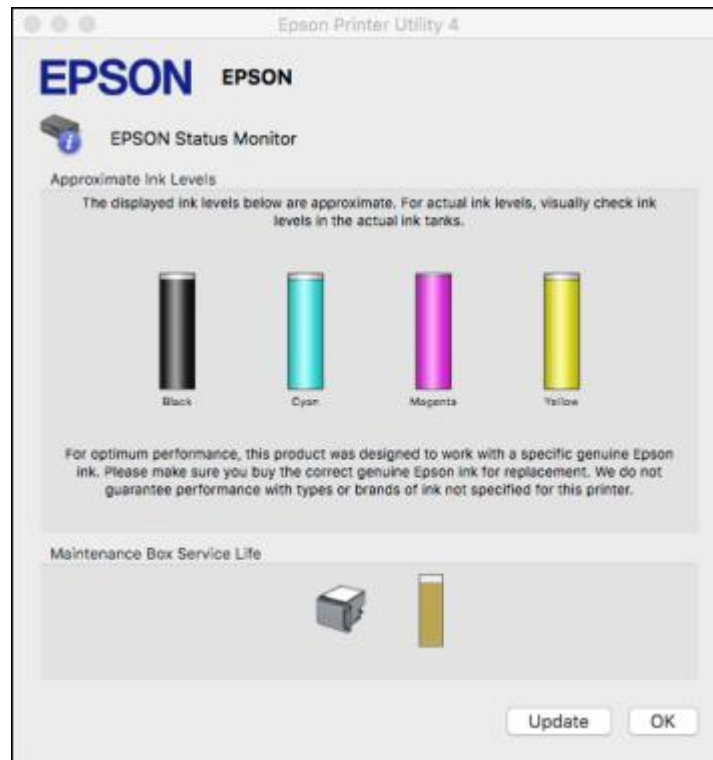 Epson Printer Utility 4
EPSON EPSON
EPSON Status Monitor
Approximate Ink Levels
The displayed ink levels below are approximate. For actual ink levels, visually check ink
levels in the actual ink tanks.
Black Cyan Magenta Yellow
For optimum performance, this product was designed to work with a specific genuine Epson
ink. Please make sure you buy the correct genuine Epson ink for replacement. We do not
guarantee performance with types or brands of ink not specified for this printer.
Maintenance Box Service Life
Update OK